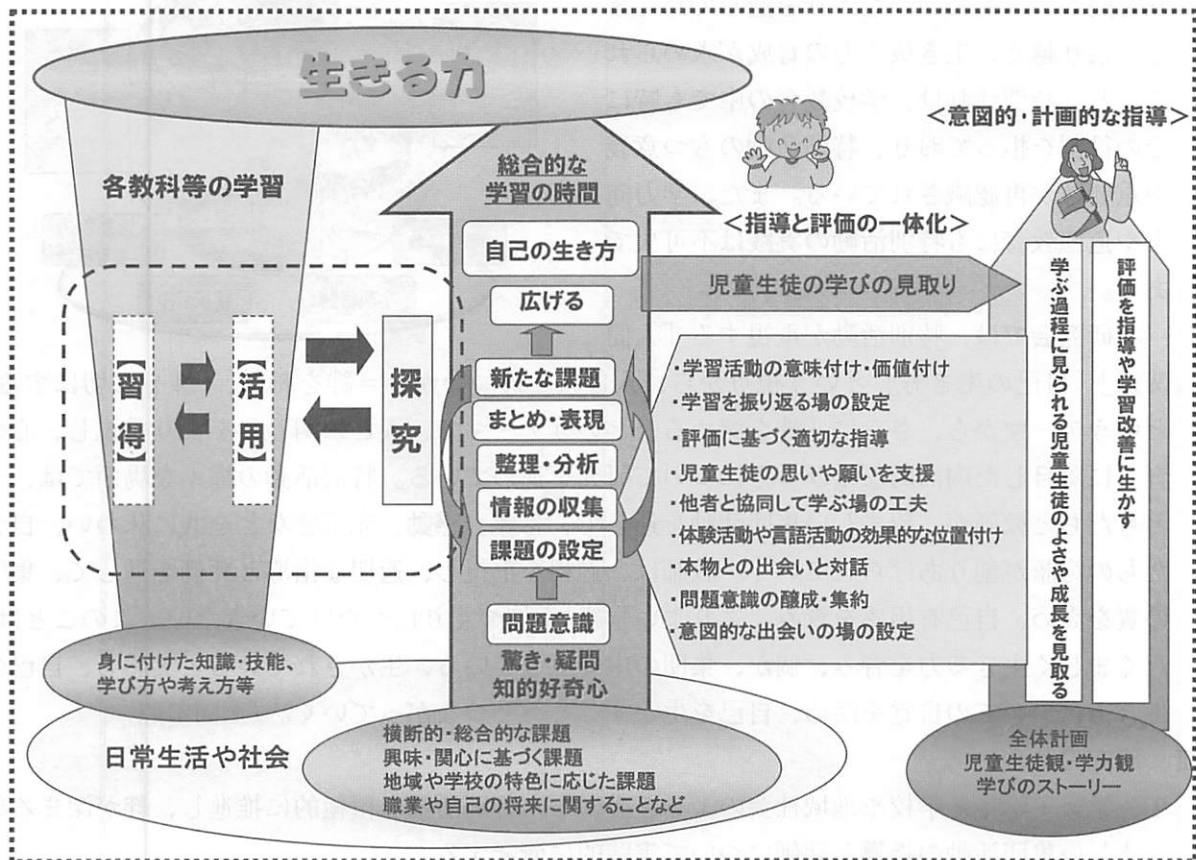 生きる力
＜意図的・計画的な指導＞
各教科等の学習
総合的な
学習の時間
＜指導と評価の一体化＞
自己の生き方
児童生徒の学びの見取り
広げる
【習得】
【活用】
探究
新たな課題
まとめ・表現
整理・分析
情報の収集
課題の設定
問題意識
驚き・疑問
知的好奇心
・学習活動の意味付け・価値付け
・学習を振り返る場の設定
・評価に基づく適切な指導
・児童生徒の思いや願いを支援
・他者と協同して学ぶ場の工夫
・体験活動や言語活動の効果的な位置付け
・本物との出会いと対話
・問題意識の醸成・集約
・意図的な出会いの場の設定
評価を指導や学習改善に生かす
学ぶ過程に見られる児童生徒のよさや成長を見取る
身に付けた知識・技能、
学び方や考え方等
日常生活や社会
横断的・総合的な課題
興味・関心に基づく課題
地域や学校の特色に応じた課題
職業や自己の将来に関することなど
全体計画
児童生徒観・学力観
学びのストーリー